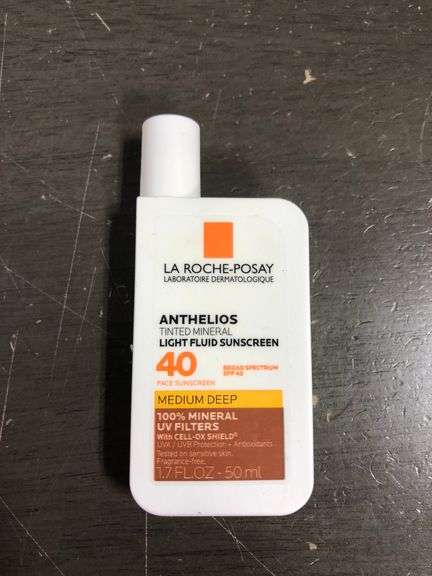 LA ROCHE-POSAY
LABORATOIRE DERMATOLOGIQUE
ANTHELIOS
TINTED MINERAL
LIGHT FLUID SUNSCREEN
40
BROAD SPECTRUM
SPF 40
FACE SUNSCREEN
MEDIUM DEEP
100% MINERAL
UV FILTERS
With CELL-OX SHIELD®
UVA / UVB Protection + Antioxidants
Tested on sensitive skin.
Fragrance-free.
1.7 FL.OZ - 50 ml